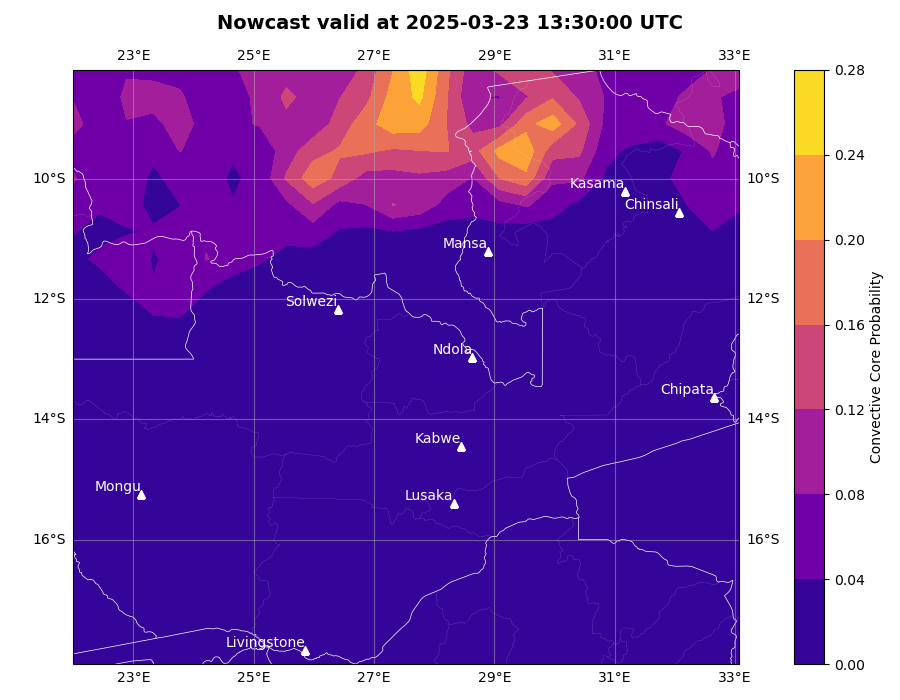 Nowcast valid at 2025-03-23 13:30:00 UTC
23°E 25°E 27°E 29°E 31°E 33°E
0.28
0.24
10°S Kasama 10°S
Chinsali
0.20
Mansa
12°S Solwezi 12°S
0.16
Ndola
Chipata
0.12
14°S 14°S
Kabwe
Convective Core Probability
Mongu
Lusaka
0.08
16°S 16°S
0.04
Livingstone
0.00
23°E 25°E 27°E 29°E 31°E 33°E